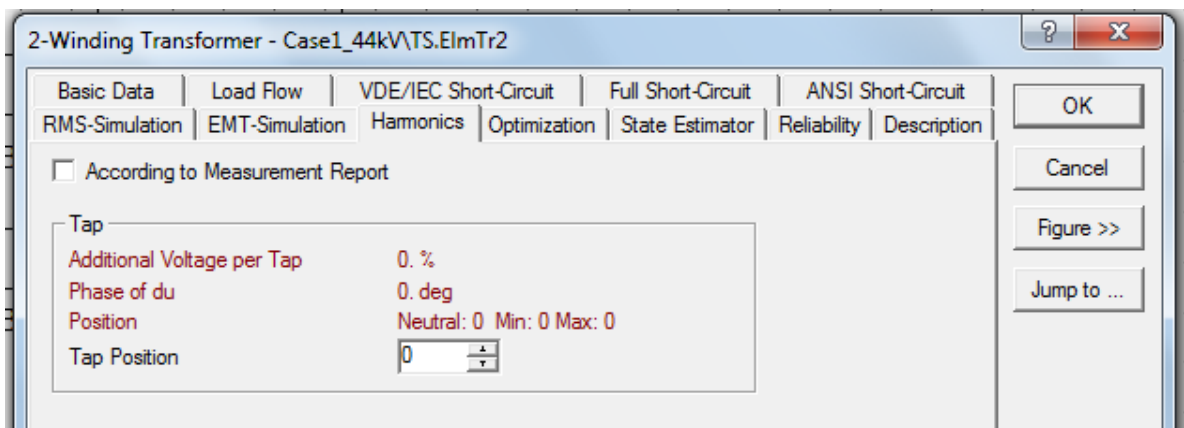 2-Winding Transformer - Case1_44kV\TS.ElmTr2
?
X
Basic Data Load Flow VDE/IEC Short-Circuit Full Short-Circuit ANSI Short-Circuit
RMS-Simulation EMT-Simulation Harmonics Optimization State Estimator Reliability Description
According to Measurement Report
Tap
Additional Voltage per Tap 0. %
Phase of du 0. deg
Position Neutral: 0 Min: 0 Max: 0
Tap Position 0
OK
Cancel
Figure >>
Jump to ...